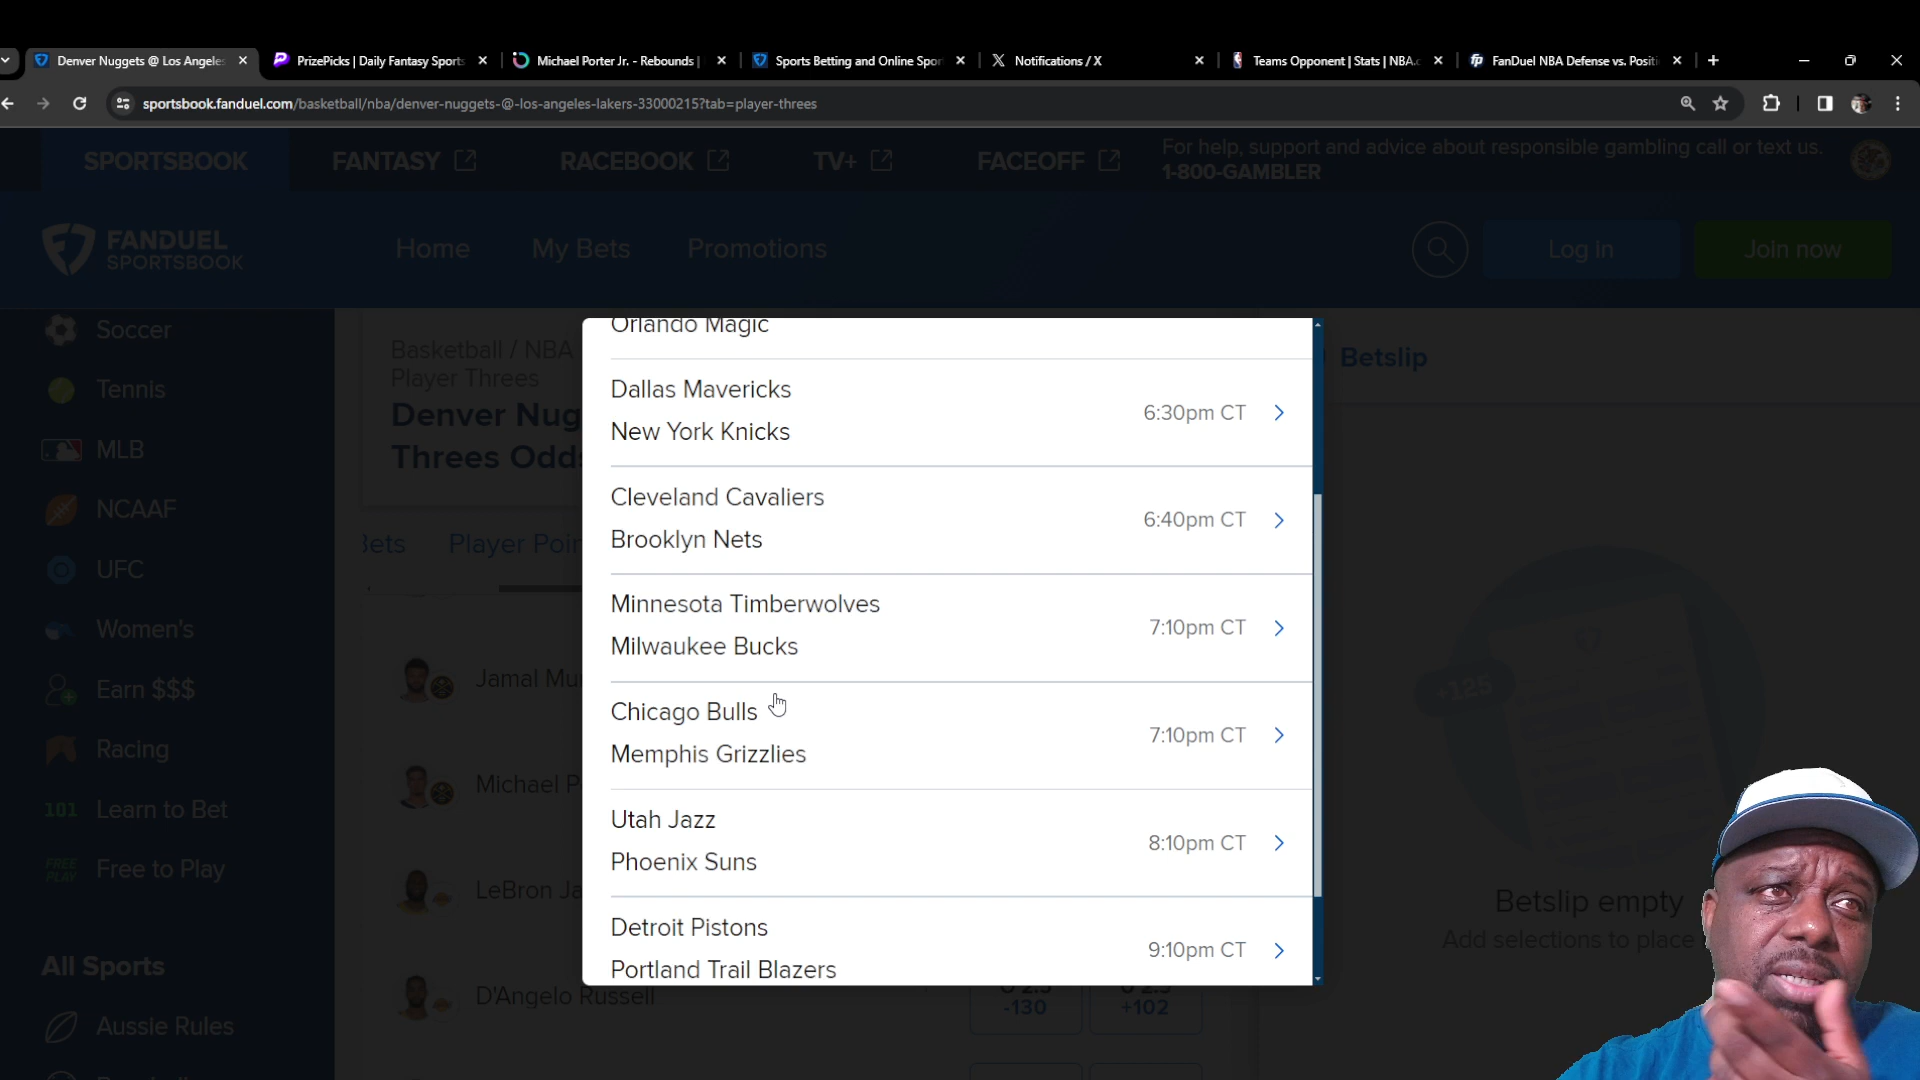 Denver Nuggets @ Los Angeles
PrizePicks | Daily Fantasy Sports
Michael Porter Jr. - Rebounds |
Sports Betting and Online Spor
Notifications / X
Teams Opponent | Stats | NBA.c
FanDuel NBA Defense vs. Positi
sportsbook.fanduel.com/basketball/nba/denver-nuggets-@-los-angeles-lakers-33000215?tab=player-threes
SPORTSBOOK
FANTASY
RACEBOOK
TV+
FACEOFF
For help, support and advice about responsible gambling call or text us.
1-800-GAMBLER
FANDUEL
SPORTSBOOK
Home
My Bets
Promotions
Log in
Join now
Soccer
Tennis
MLB
NCAAF
UFC
Women's
Earn $$$
Racing
101 Learn to Bet
FREE PLAY Free to Play
All Sports
Aussie Rules
Basketball / NBA
Player Threes
Denver Nug
Threes Odds
Bets
Player Poin
Jamal Mu
Michael P
LeBron Ja
D'Angelo Russell
-130
+102
Orlando Magic
Dallas Mavericks
New York Knicks
6:30pm CT
Cleveland Cavaliers
Brooklyn Nets
6:40pm CT
Minnesota Timberwolves
Milwaukee Bucks
7:10pm CT
Chicago Bulls
Memphis Grizzlies
7:10pm CT
Utah Jazz
Phoenix Suns
8:10pm CT
Detroit Pistons
Portland Trail Blazers
9:10pm CT
Betslip
+125
Betslip empty
Add selections to place